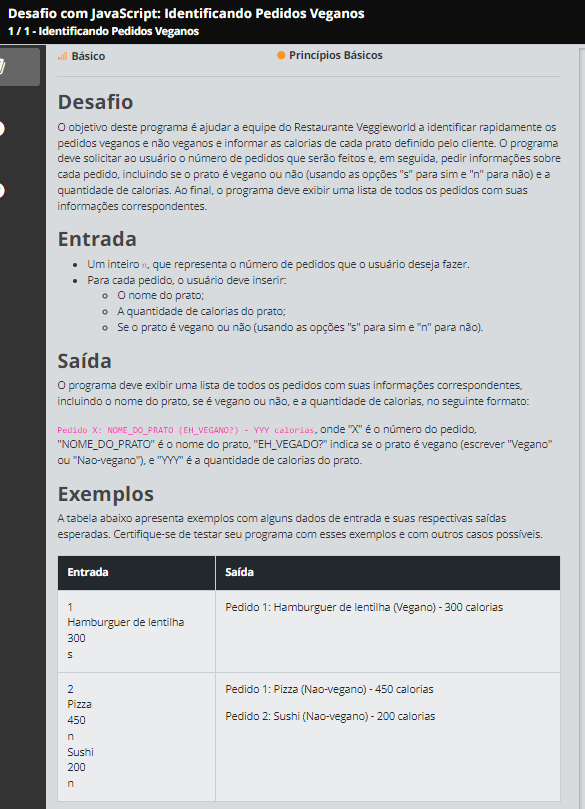 Desafio com JavaScript: Identificando Pedidos Veganos
1 / 1 - Identificando Pedidos Veganos
Básico
Princípios Básicos
Desafio
O objetivo deste programa é ajudar a equipe do Restaurante Veggieworld a identificar rapidamente os
pedidos veganos e não veganos e informar as calorias de cada prato definido pelo cliente. O programa
deve solicitar ao usuário o número de pedidos que serão feitos e, em seguida, pedir informações sobre
cada pedido, incluindo se o prato é vegano ou não (usando as opções "s" para sim e "n" para não) e a
quantidade de calorias. Ao final, o programa deve exibir uma lista de todos os pedidos com suas
informações correspondentes.
Entrada
Um inteiro n, que representa o número de pedidos que o usuário deseja fazer.
Para cada pedido, o usuário deve inserir:
O nome do prato;
A quantidade de calorias do prato;
Se o prato é vegano ou não (usando as opções "s" para sim e "n" para não).
Saída
O programa deve exibir uma lista de todos os pedidos com suas informações correspondentes,
incluindo o nome do prato, se é vegano ou não, e a quantidade de calorias, no seguinte formato:
Pedido X: NOME_DO_PRATO (EH_VEGANO?) - YYY calorias, onde "X" é o número do pedido,
"NOME_DO_PRATO" é o nome do prato, "EH_VEGADO?" indica se o prato é vegano (escrever "Vegano"
ou "Nao-vegano"), e "YYY" é a quantidade de calorias do prato.
Exemplos
A tabela abaixo apresenta exemplos com alguns dados de entrada e suas respectivas saídas
esperadas. Certifique-se de testar seu programa com esses exemplos e com outros casos possíveis.
Entrada
Saída
1
Hamburguer de lentilha
300
s
Pedido 1: Hamburguer de lentilha (Vegano) - 300 calorias
2
Pizza
450
n
Sushi
200
n
Pedido 1: Pizza (Nao-vegano) - 450 calorias
Pedido 2: Sushi (Nao-vegano) - 200 calorias